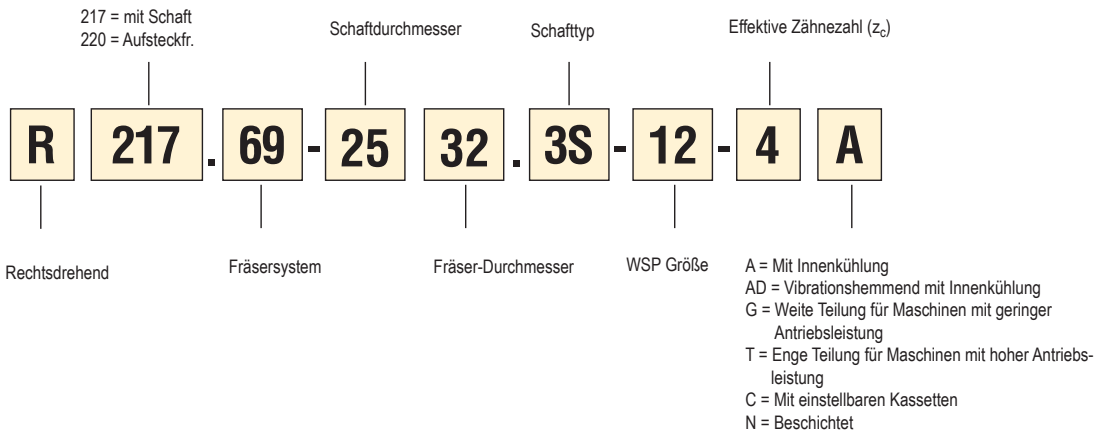 217 = mit Schaft
220 = Aufsteckfr.
Schaftdurchmesser
Schafttyp
Effektive Zähnezahl (zc)
R 217 . 69 - 25 32 . 3S - 12 - 4 A
Rechtsdrehend
Fräsersystem
Fräser-Durchmesser
WSP Größe
A = Mit Innenkühlung
AD = Vibrationshemmend mit Innenkühlung
G = Weite Teilung für Maschinen mit geringer
Antriebsleistung
T = Enge Teilung für Maschinen mit hoher Antriebs-
leistung
C = Mit einstellbaren Kassetten
N = Beschichtet